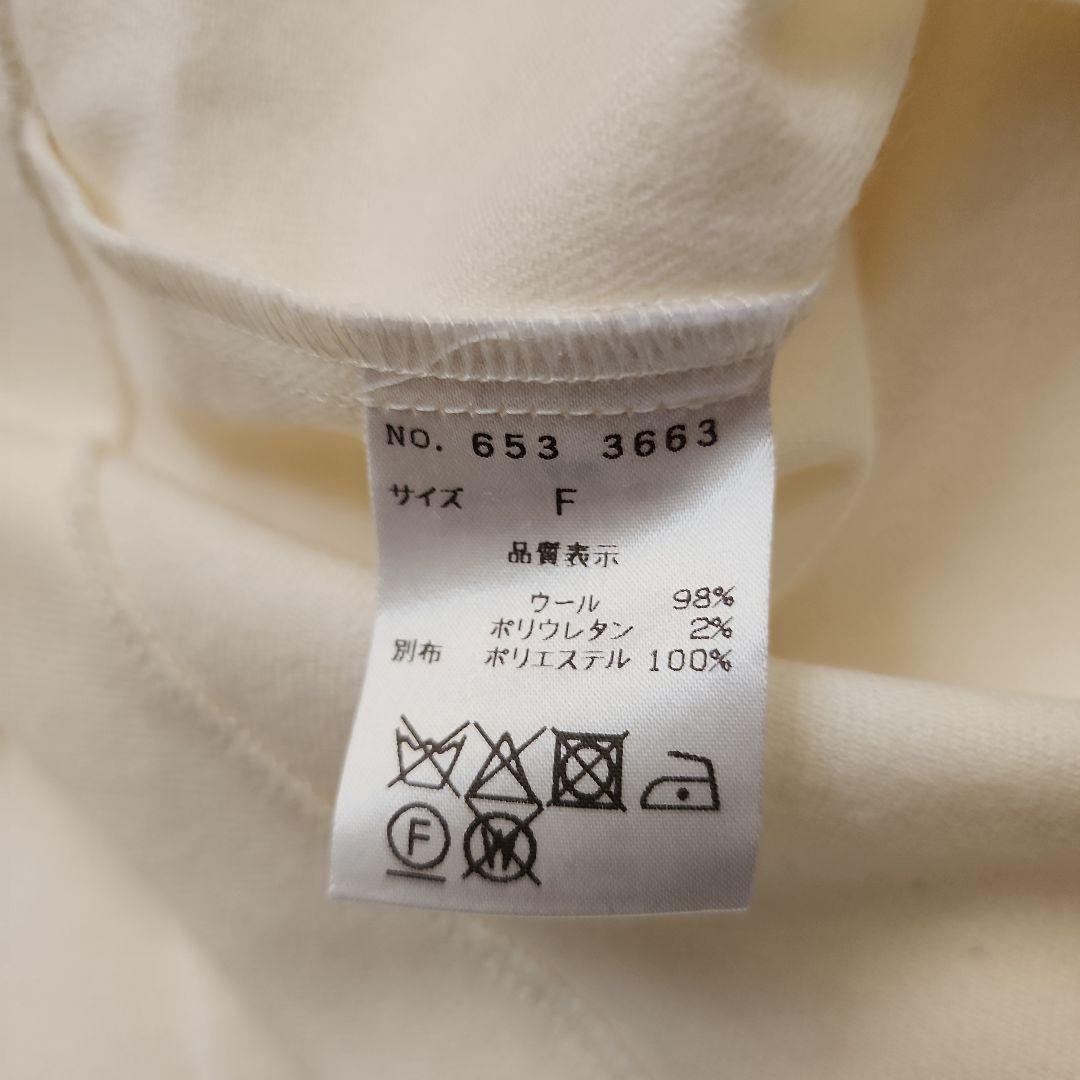 NO. 653 3663
サイズ F
品質表示
ウール 98%
ポリウレタン 2%
別布 ポリエステル 100%
F W